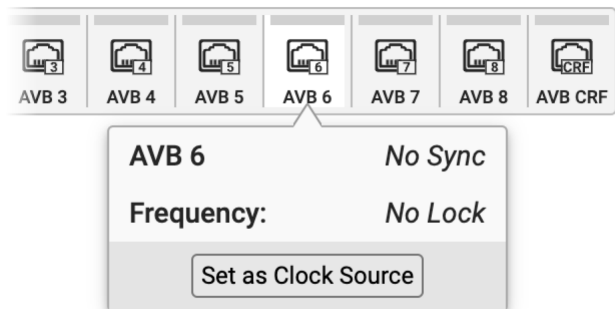 3 4 5 6 7 8 CRF
AVB 3 AVB 4 AVB 5 AVB 6 AVB 7 AVB 8 AVB CRF
AVB 6 No Sync
Frequency: No Lock
Set as Clock Source